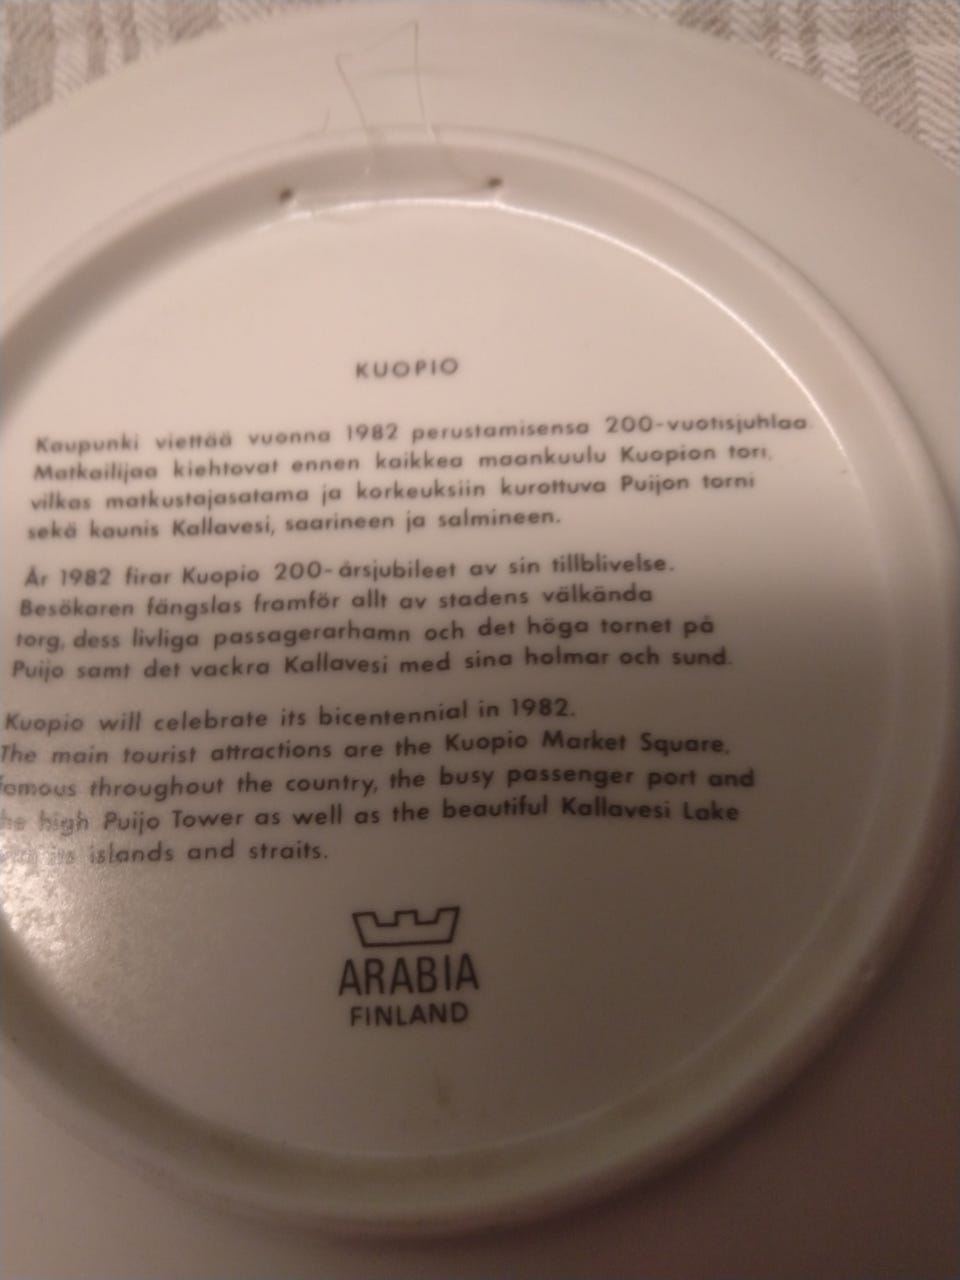 KUOPIO
Kaupunki viettää vuonna 1982 perustamisensa 200-vuotisjuhlaa.
Matkailijaa kiehtovat ennen kaikkea maankuulu Kuopion tori,
vilkas matkustajasatama ja korkeuksiin kurottuva Puijon torni
sekä kaunis Kallavesi, saarineen ja salmineen.
År 1982 firar Kuopio 200-årsjubileet av sin tillblivelse.
Besökaren fängslas framför allt av stadens välkända
torg, dess livliga passagerarhamn och det höga tornet på
Puijo samt det vackra Kallavesi med sina holmar och sund.
Kuopio will celebrate its bicentennial in 1982.
The main tourist attractions are the Kuopio Market Square,
famous throughout the country, the busy passenger port and
the high Puijo Tower as well as the beautiful Kallavesi Lake
with its islands and straits.
ARABIA
FINLAND